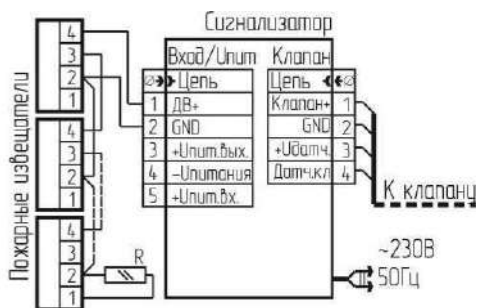 Сигнализатор
Пожарные извещатели
4
3
2
1
4
3
2
1
4
3
2
1
R
Вход/Uпит
Цепь
1 ДВ+
2 GND
3 +Uпит.вых.
4 -Uпитания
5 +Uпит.вх.
Клапан
Цепь
Клапан+ 1
GND 2
+Uдатч. 3
Датч.кл 4
К клапану
~230В
50Гц